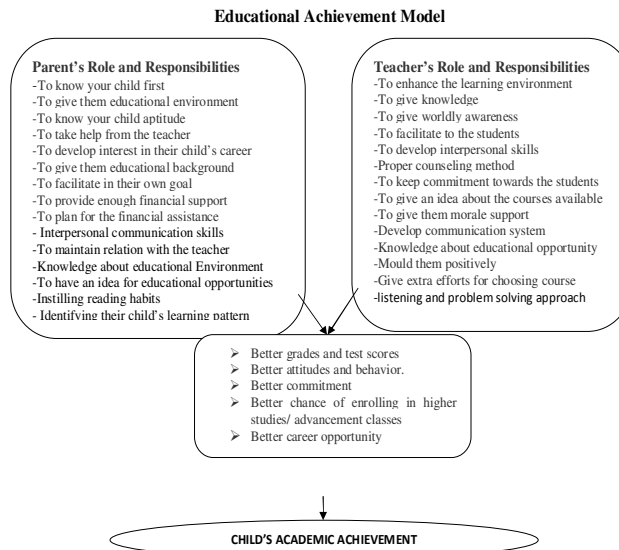 Educational Achievement Model
Parent's Role and Responsibilities
-To know your child first
-To give them educational environment
-To know your child aptitude
-To take help from the teacher
-To develop interest in their child's career
-To give them educational background
-To facilitate in their own goal
-To provide enough financial support
-To plan for the financial assistance
- Interpersonal communication skills
-To maintain relation with the teacher
-Knowledge about educational Environment
-To have an idea for educational opportunities
-Instilling reading habits
- Identifying their child's learning pattern
Teacher's Role and Responsibilities
-To enhance the learning environment
-To give knowledge
-To give worldly awareness
-To facilitate to the students
-To develop interpersonal skills
-Proper counseling method
-To keep commitment towards the students
-To give an idea about the courses available
-To give them morale support
-Develop communication system
-Knowledge about educational opportunity
-Mould them positively
-Give extra efforts for choosing course
-listening and problem solving approach
➢ Better grades and test scores
➢ Better attitudes and behavior.
➢ Better commitment
➢ Better chance of enrolling in higher
studies/ advancement classes
➢ Better career opportunity
CHILD'S ACADEMIC ACHIEVEMENT